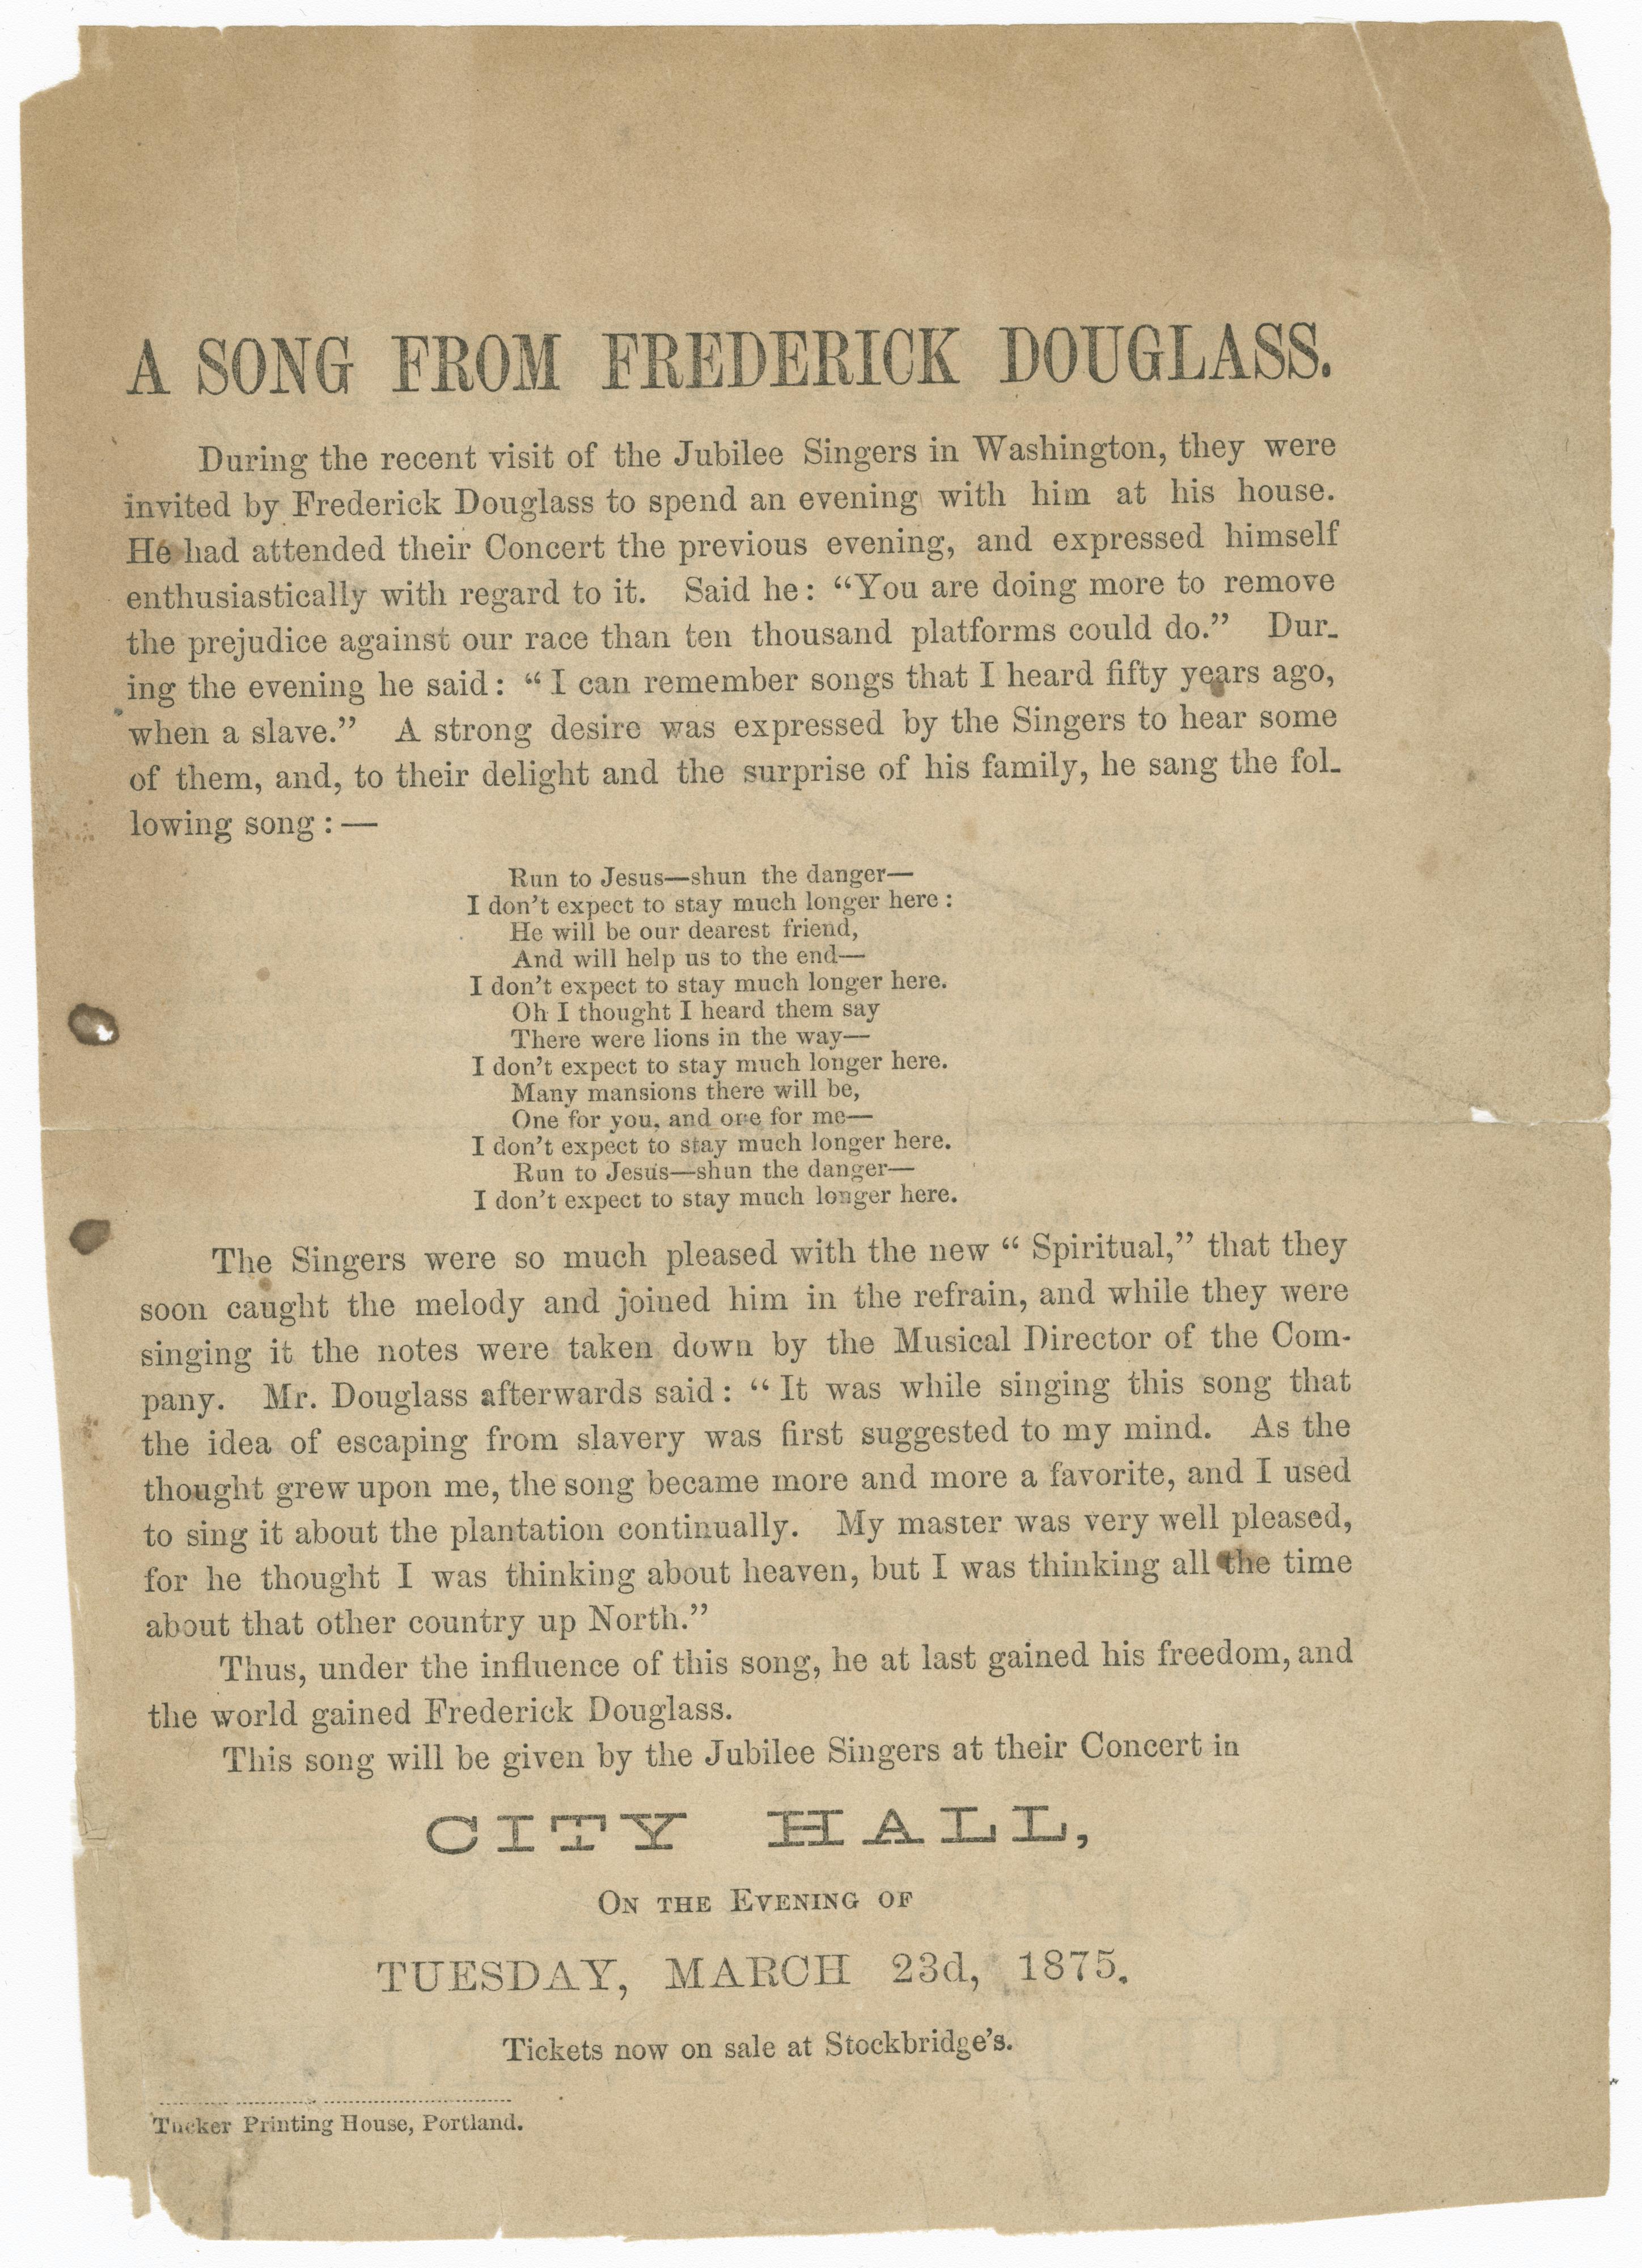 A SONG FROM FREDERICK DOUGLASS.
During the recent visit of the Jubilee Singers in Washington, they were
invited by Frederick Douglass to spend an evening with him at his house.
He had attended their Concert the previous evening, and expressed himself
enthusiastically with regard to it. Said he: “You are doing more to remove
the prejudice against our race than ten thousand platforms could do.” Dur-
ing the evening he said: “I can remember songs that I heard fifty years ago,
when a slave.” A strong desire was expressed by the Singers to hear some
of them, and, to their delight and the surprise of his family, he sang the fol-
lowing song:—
Run to Jesus—shun the danger—
I don’t expect to stay much longer here:
He will be our dearest friend,
And will help us to the end—
I don’t expect to stay much longer here.
Oh I thought I heard them say
There were lions in the way—
I don’t expect to stay much longer here.
Many mansions there will be,
One for you, and one for me—
I don’t expect to stay much longer here.
Run to Jesus—shun the danger—
I don’t expect to stay much longer here.
The Singers were so much pleased with the new “Spiritual,” that they
soon caught the melody and joined him in the refrain, and while they were
singing it the notes were taken down by the Musical Director of the Com-
pany. Mr. Douglass afterwards said: “It was while singing this song that
the idea of escaping from slavery was first suggested to my mind. As the
thought grew upon me, the song became more and more a favorite, and I used
to sing it about the plantation continually. My master was very well pleased,
for he thought I was thinking about heaven, but I was thinking all the time
about that other country up North.”
Thus, under the influence of this song, he at last gained his freedom, and
the world gained Frederick Douglass.
This song will be given by the Jubilee Singers at their Concert in
CITY HALL,
ON THE EVENING OF
TUESDAY, MARCH 23d, 1875.
Tickets now on sale at Stockbridge’s.
Tucker Printing House, Portland.